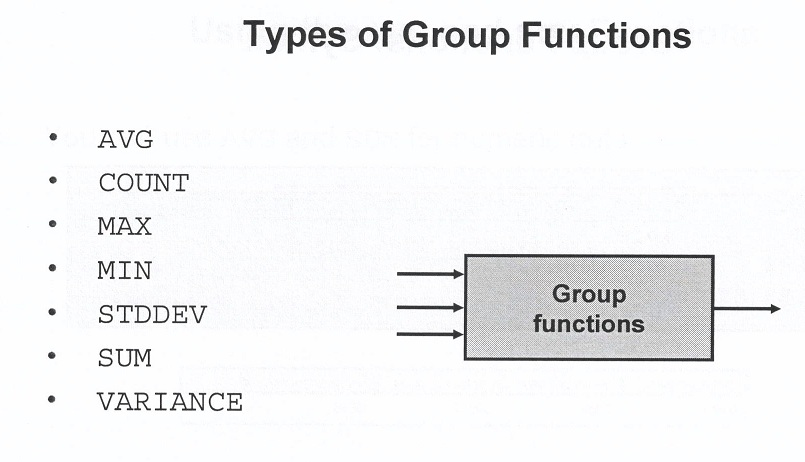 Types of Group Functions
• AVG
• COUNT
• MAX
• MIN
• STDDEV
• SUM
• VARIANCE
Group
functions